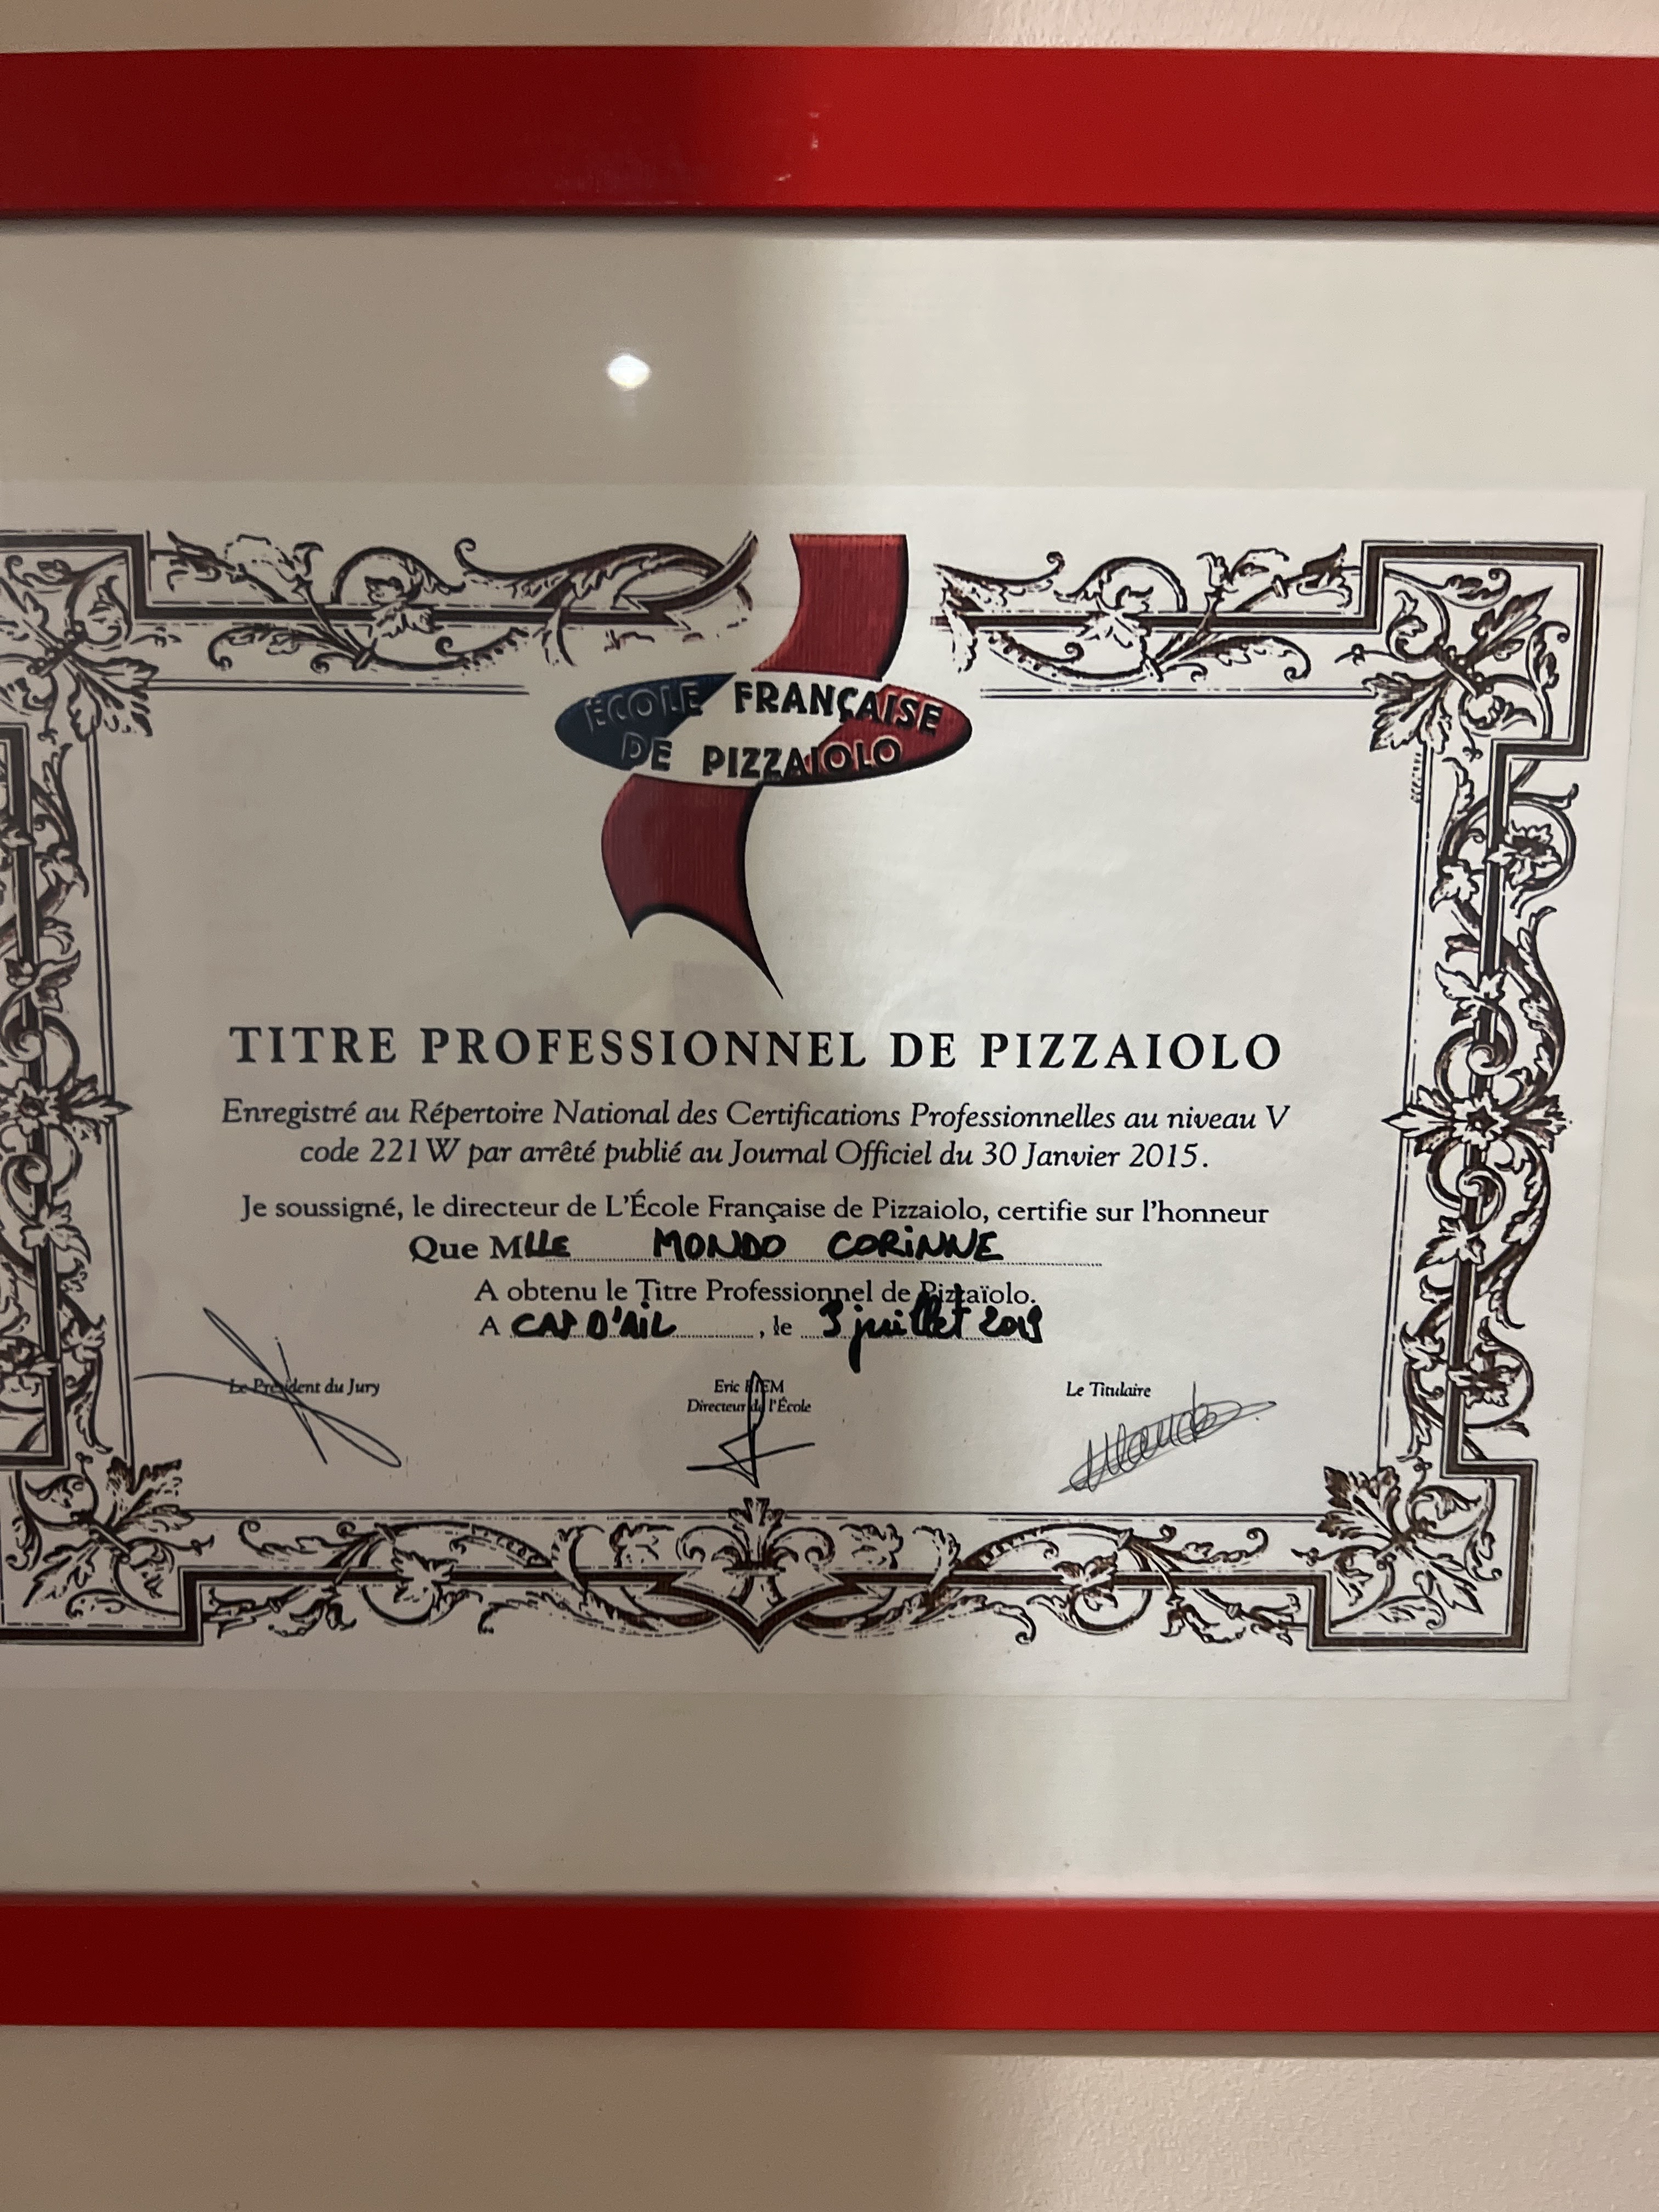 ÉCOLE FRANÇAISE
DE PIZZAIOLO
TITRE PROFESSIONNEL DE PIZZAIOLO
Enregistré au Répertoire National des Certifications Professionnelles au niveau V
code 221 W par arrêté publié au Journal Officiel du 30 Janvier 2015.
Je soussigné, le directeur de L'École Française de Pizzaiolo, certifie sur l'honneur
Que MLLE MONDO CORINNE
A obtenu le Titre Professionnel de Pizzaïolo.
A CAP D'AIL, le 3 juillet 2019
Le Président du Jury
Eric RIEM
Directeur de l'École
Le Titulaire